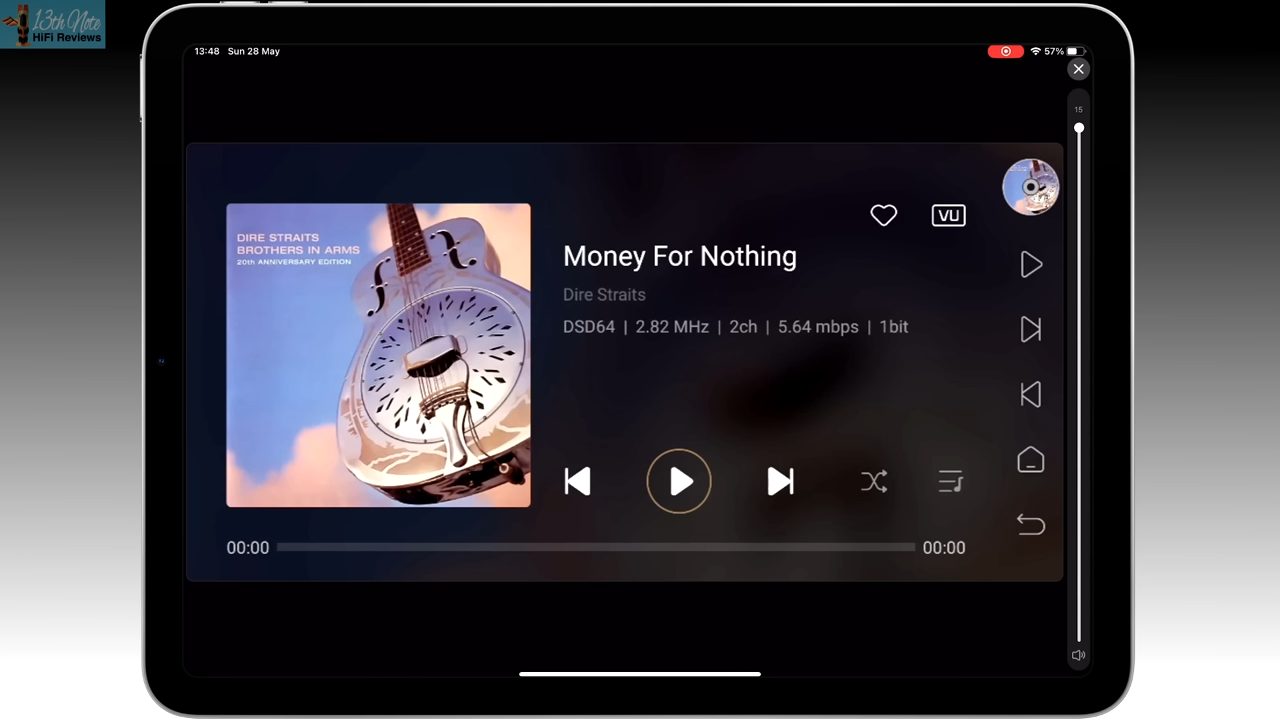 13th Note
HiFi Reviews
13:48 Sun 28 May
57%
15
DIRE STRAITS
BROTHERS IN ARMS
20th ANNIVERSARY EDITION
VU
Money For Nothing
Dire Straits
DSD64 | 2.82 MHz | 2ch | 5.64 mbps | 1bit
00:00
00:00